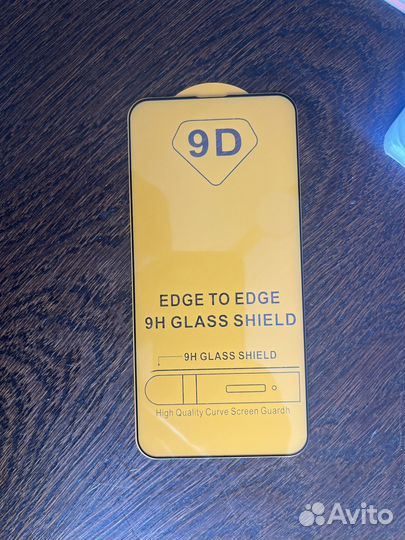 9D
EDGE TO EDGE
9H GLASS SHIELD
9H GLASS SHIELD
High Quality Curve Screen Guardh
Avito